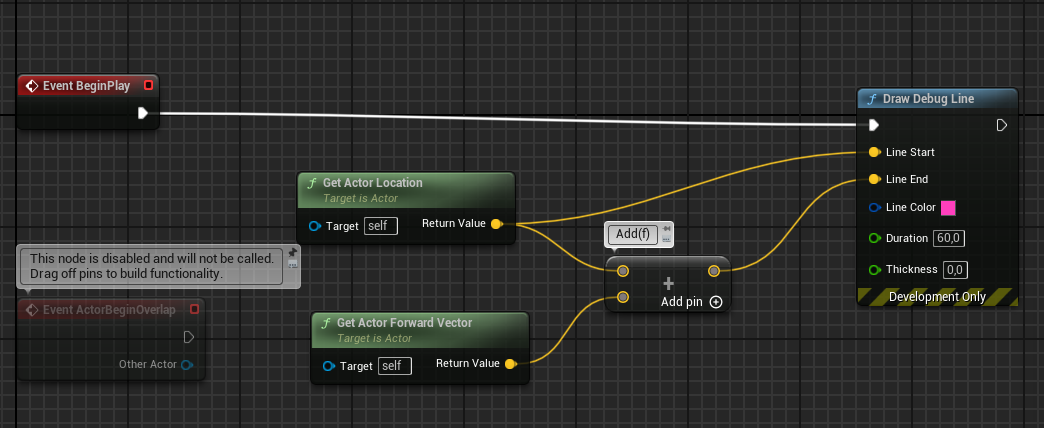 Event BeginPlay
f Draw Debug Line
Line Start
Line End
Line Color
Duration 60,0
Thickness 0,0
Development Only
f Get Actor Location
Target is Actor
Target self Return Value
Add(f)
+
Add pin
This node is disabled and will not be called.
Drag off pins to build functionality.
Event ActorBeginOverlap
Other Actor
f Get Actor Forward Vector
Target is Actor
Target self Return Value